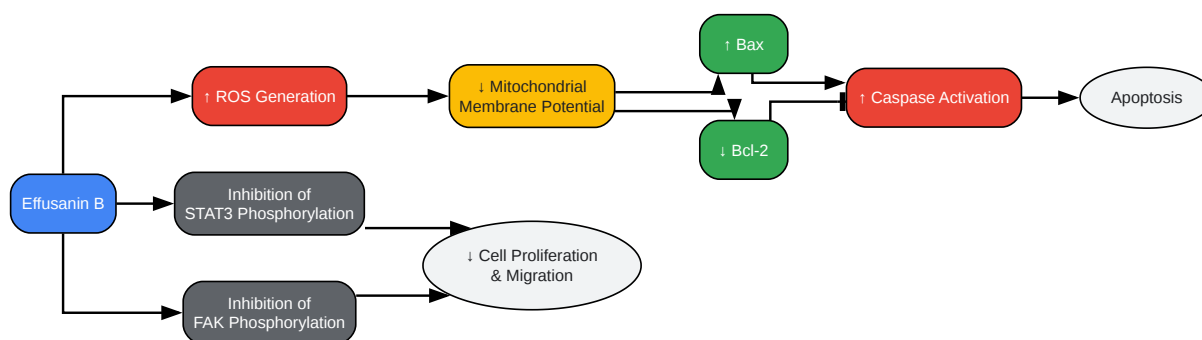 Effusanin B
↑ ROS Generation
↓ Mitochondrial
Membrane Potential
↑ Bax
↓ Bcl-2
↑ Caspase Activation
Apoptosis
Inhibition of
STAT3 Phosphorylation
Inhibition of
FAK Phosphorylation
↓ Cell Proliferation
& Migration